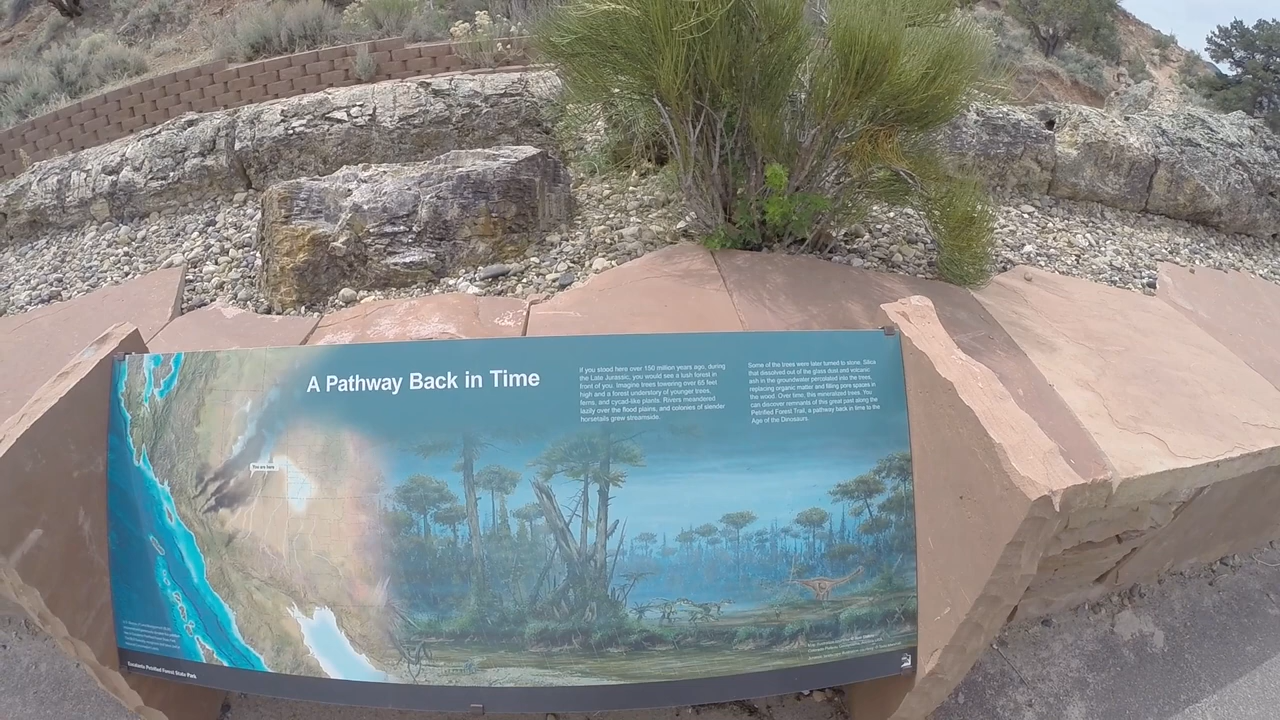 A Pathway Back in Time
If you stood here over 150 million years ago, during
the Late Jurassic, you would see a lush forest in
front of you. Imagine trees towering over 65 feet
high and a forest understory of younger trees,
ferns, and cycad-like plants. Rivers meandered
lazily over the flood plains, and colonies of slender
horsetails grew streamside.
Some of the trees were later turned to stone. Silica
that dissolved out of the glass dust and volcanic
ash in the groundwater percolated into the trees,
replacing organic matter and filling pore spaces in
the wood. Over time, this mineralized trees. You
can discover remnants of this great past along the
Petrified Forest Trail, a pathway back in time to the
Age of the Dinosaurs.
You are here
Escalante Petrified Forest State Park